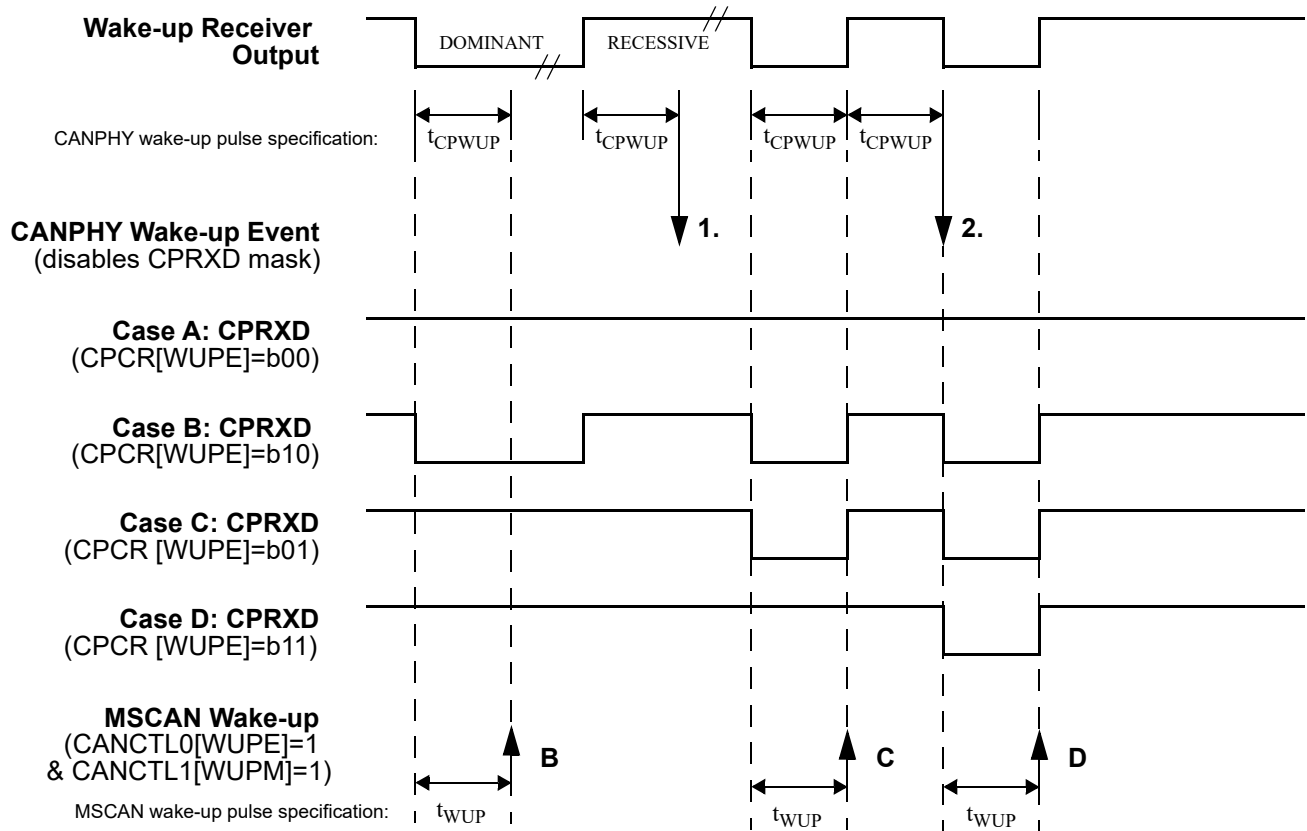 Wake-up Receiver
Output
DOMINANT
RECESSIVE
CANPHY wake-up pulse specification:
tCPWUP
tCPWUP
tCPWUP
tCPWUP
CANPHY Wake-up Event
(disables CPRXD mask)
1.
2.
Case A: CPRXD
(CPCR[WUPE]=b00)
Case B: CPRXD
(CPCR[WUPE]=b10)
Case C: CPRXD
(CPCR [WUPE]=b01)
Case D: CPRXD
(CPCR [WUPE]=b11)
MSCAN Wake-up
(CANCTL0[WUPE]=1
& CANCTL1[WUPM]=1)
B
C
D
MSCAN wake-up pulse specification:
tWUP
tWUP
tWUP